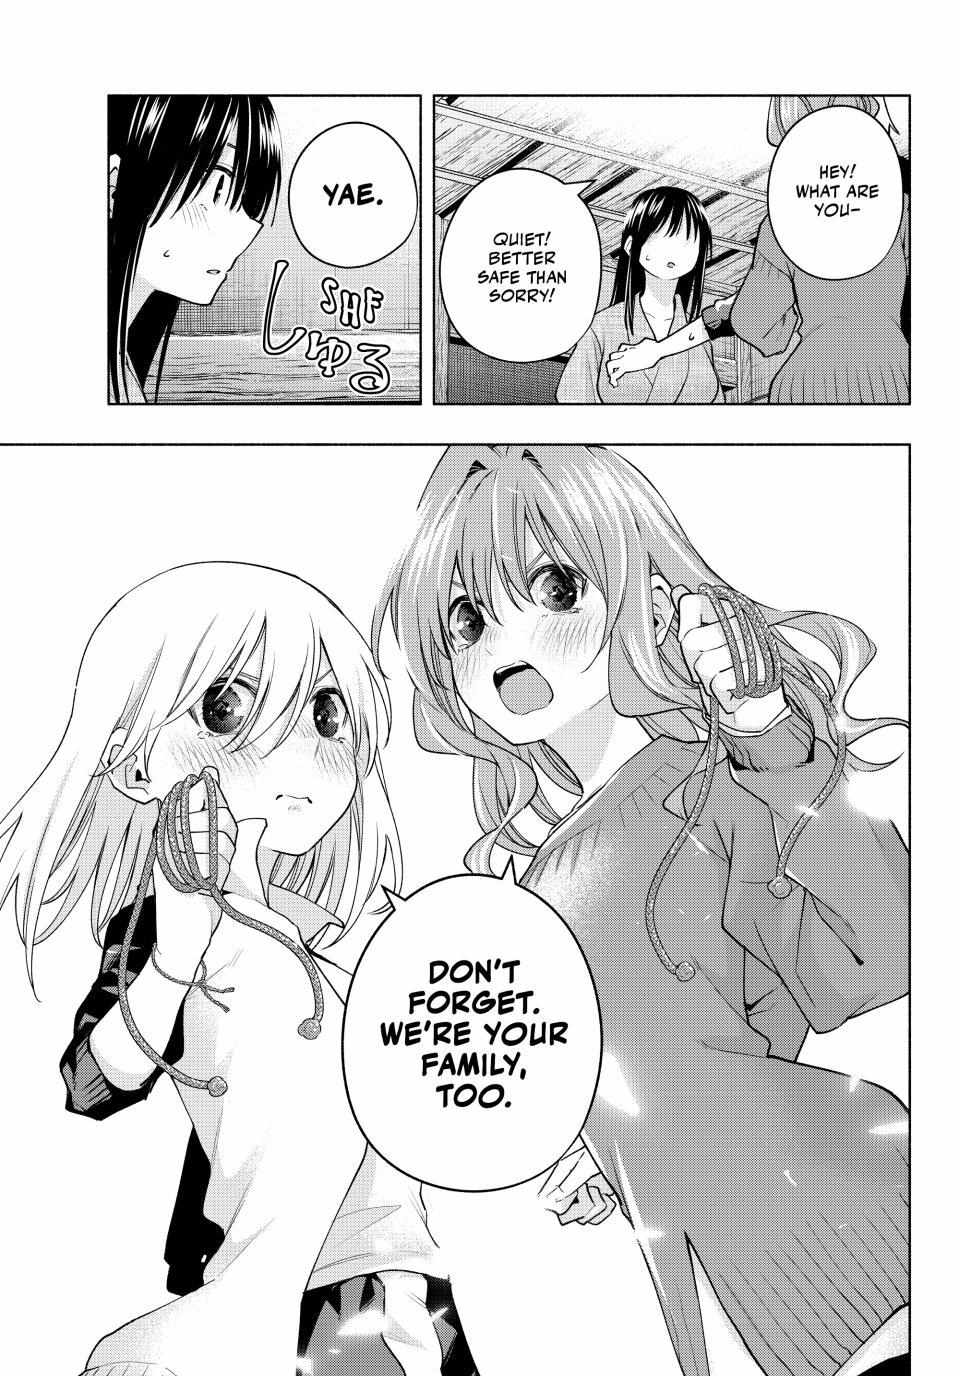 HEY!
WHAT ARE
YOU–
QUIET!
BETTER
SAFE THAN
SORRY!
YAE.
SHF
しゅる
DON'T
FORGET.
WE'RE YOUR
FAMILY,
TOO.